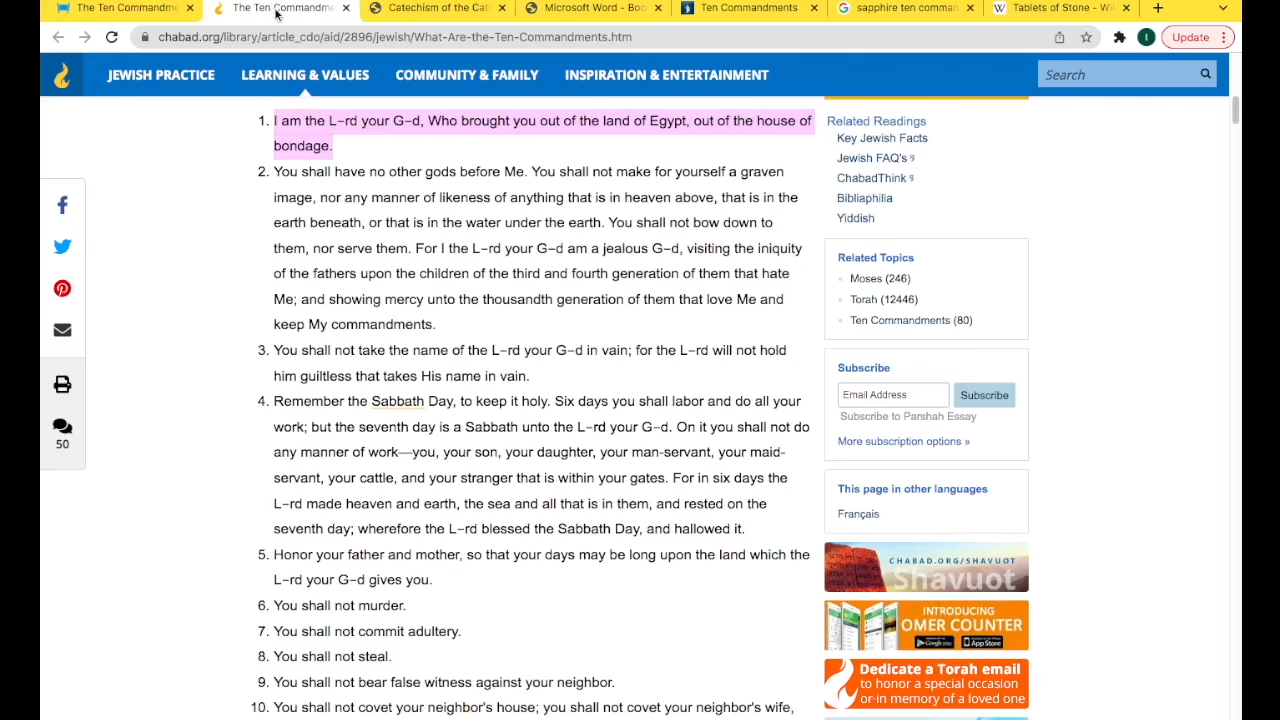 The Ten Commandme
The Ten Commandme
Catechism of the Cat
Microsoft Word - Boo
Ten Commandments
sapphire ten comman
Tablets of Stone - Wi
chabad.org/library/article_cdo/aid/2896/jewish/What-Are-the-Ten-Commandments.htm
I
Update
JEWISH PRACTICE
LEARNING & VALUES
COMMUNITY & FAMILY
INSPIRATION & ENTERTAINMENT
Search
50
1. I am the L-rd your G-d, Who brought you out of the land of Egypt, out of the house of
bondage.
2. You shall have no other gods before Me. You shall not make for yourself a graven
image, nor any manner of likeness of anything that is in heaven above, that is in the
earth beneath, or that is in the water under the earth. You shall not bow down to
them, nor serve them. For I the L-rd your G-d am a jealous G-d, visiting the iniquity
of the fathers upon the children of the third and fourth generation of them that hate
Me; and showing mercy unto the thousandth generation of them that love Me and
keep My commandments.
3. You shall not take the name of the L-rd your G-d in vain; for the L-rd will not hold
him guiltless that takes His name in vain.
4. Remember the Sabbath Day, to keep it holy. Six days you shall labor and do all your
work; but the seventh day is a Sabbath unto the L-rd your G-d. On it you shall not do
any manner of work—you, your son, your daughter, your man-servant, your maid-
servant, your cattle, and your stranger that is within your gates. For in six days the
L-rd made heaven and earth, the sea and all that is in them, and rested on the
seventh day; wherefore the L-rd blessed the Sabbath Day, and hallowed it.
5. Honor your father and mother, so that your days may be long upon the land which the
L-rd your G-d gives you.
6. You shall not murder.
7. You shall not commit adultery.
8. You shall not steal.
9. You shall not bear false witness against your neighbor.
10. You shall not covet your neighbor's house; you shall not covet your neighbor's wife,
Related Readings
Key Jewish Facts
Jewish FAQ's
ChabadThink
Bibliaphilia
Yiddish
Related Topics
Moses (246)
Torah (12446)
Ten Commandments (80)
Subscribe
Email Address
Subscribe
Subscribe to Parshah Essay
More subscription options »
This page in other languages
Français
CHABAD.ORG/SHAVUOT
Shavuot
INTRODUCING
OMER COUNTER
App Store
Dedicate a Torah email
to honor a special occasion
or in memory of a loved one